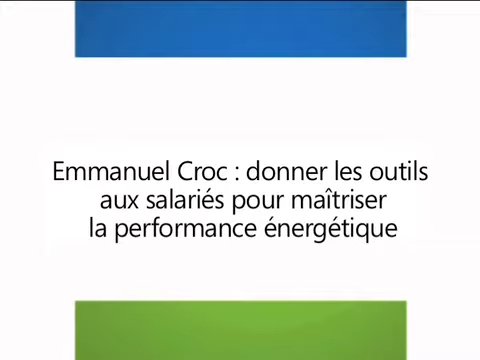 Emmanuel Croc : donner les outils
aux salariés pour maîtriser
la performance énergétique